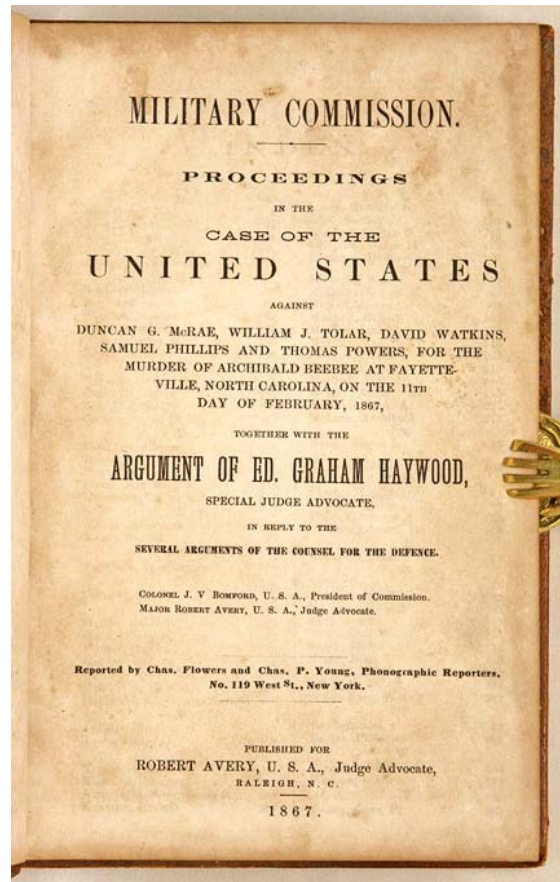 MILITARY COMMISSION.
PROCEEDINGS
IN THE
CASE OF THE
UNITED STATES
AGAINST
DUNCAN G. McRAE, WILLIAM J. TOLAR, DAVID WATKINS,
SAMUEL PHILLIPS AND THOMAS POWERS, FOR THE
MURDER OF ARCHIBALD BEEBEE AT FAYETTE-
VILLE, NORTH CAROLINA, ON THE 11TH
DAY OF FEBRUARY, 1867,
TOGETHER WITH THE
ARGUMENT OF ED. GRAHAM HAYWOOD,
SPECIAL JUDGE ADVOCATE,
IN REPLY TO THE
SEVERAL ARGUMENTS OF THE COUNSEL FOR THE DEFENCE.
COLONEL J. V BOMFORD, U. S. A., President of Commission.
MAJOR ROBERT AVERY, U. S. A., Judge Advocate.
Reported by Chas. Flowers and Chas. P. Young, Phonographic Reporters,
No. 119 West St., New York.
PUBLISHED FOR
ROBERT AVERY, U. S. A., Judge Advocate,
RALEIGH, N. C.
1867.